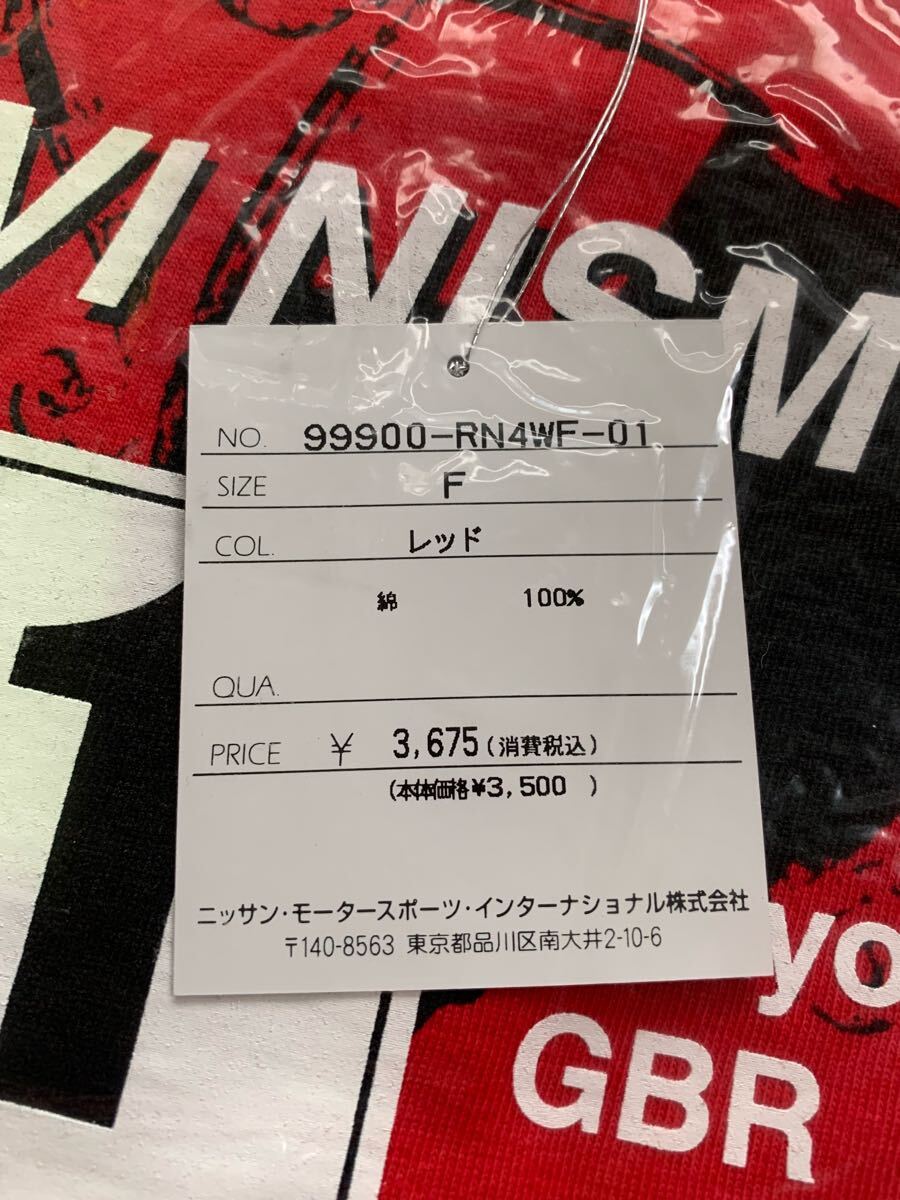 VI NISM
NO. 99900-RN4WF-01
SIZE F
COL. レッド
綿 100%
QUA.
PRICE ¥ 3,675(消費税込)
(本体価格¥3,500 )
ニッサン・モータースポーツ・インターナショナル株式会社
〒140-8563 東京都品川区南大井2-10-6
1
yo
GBR